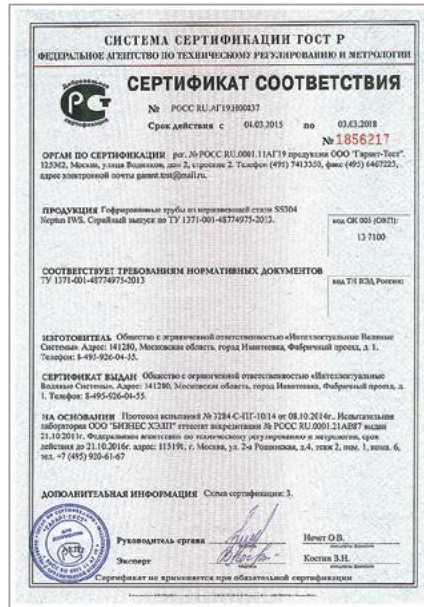 СИСТЕМА СЕРТИФИКАЦИИ ГОСТ Р
ФЕДЕРАЛЬНОЕ АГЕНТСТВО ПО ТЕХНИЧЕСКОМУ РЕГУЛИРОВАНИЮ И МЕТРОЛОГИИ
СЕРТИФИКАТ СООТВЕТСТВИЯ
№ РОСС RU.АГ19.Н00837
Срок действия с 04.03.2015 по 03.03.2018
№ 1856217
ОРГАН ПО СЕРТИФИКАЦИИ рег. № РОСС RU.0001.11АГ19 продукции ООО "Гарант-Тест".
125362, Москва, улица Водников, дом 2, строение 2. Телефон (495) 7413350, факс (495) 6467223,
адрес электронной почты garant.test@mail.ru.
ПРОДУКЦИЯ Гофрированные трубы из нержавеющей стали SS304
Neptun IWS. Серийный выпуск по ТУ 1371-001-48774975-2013.
код ОК 005 (ОКП):
13 7100
СООТВЕТСТВУЕТ ТРЕБОВАНИЯМ НОРМАТИВНЫХ ДОКУМЕНТОВ
ТУ 1371-001-48774975-2013
код ТН ВЭД России:
ИЗГОТОВИТЕЛЬ Общество с ограниченной ответственностью «Интеллектуальные Водяные
Системы». Адрес: 141280, Московская область, город Ивантеевка, Фабричный проезд, д. 1.
Телефон: 8-495-926-04-55.
СЕРТИФИКАТ ВЫДАН Общество с ограниченной ответственностью «Интеллектуальные
Водяные Системы». Адрес: 141280, Московская область, город Ивантеевка, Фабричный проезд, д.
1. Телефон: 8-495-926-04-55.
НА ОСНОВАНИИ Протокол испытаний № 3284-С-ПГ-10/14 от 08.10.2014г.. Испытательная
лаборатория ООО "БИЗНЕС ХЭЛП" аттестат аккредитации № РОСС RU.0001.21АВ87 выдан
21.10.2011г. Федеральным агентством по техническому регулированию и метрологии, срок
действия до 21.10.2016г. адрес: 115191, г. Москва, ул. 2-я Рощинская, д.4, этаж 2, пом. 1, комн. 6,
тел. +7 (495) 920-61-67
ДОПОЛНИТЕЛЬНАЯ ИНФОРМАЦИЯ Схема сертификации: 3.
Руководитель органа
Эксперт
Костин В.Н.
Сертификат не применяется при обязательной сертификации